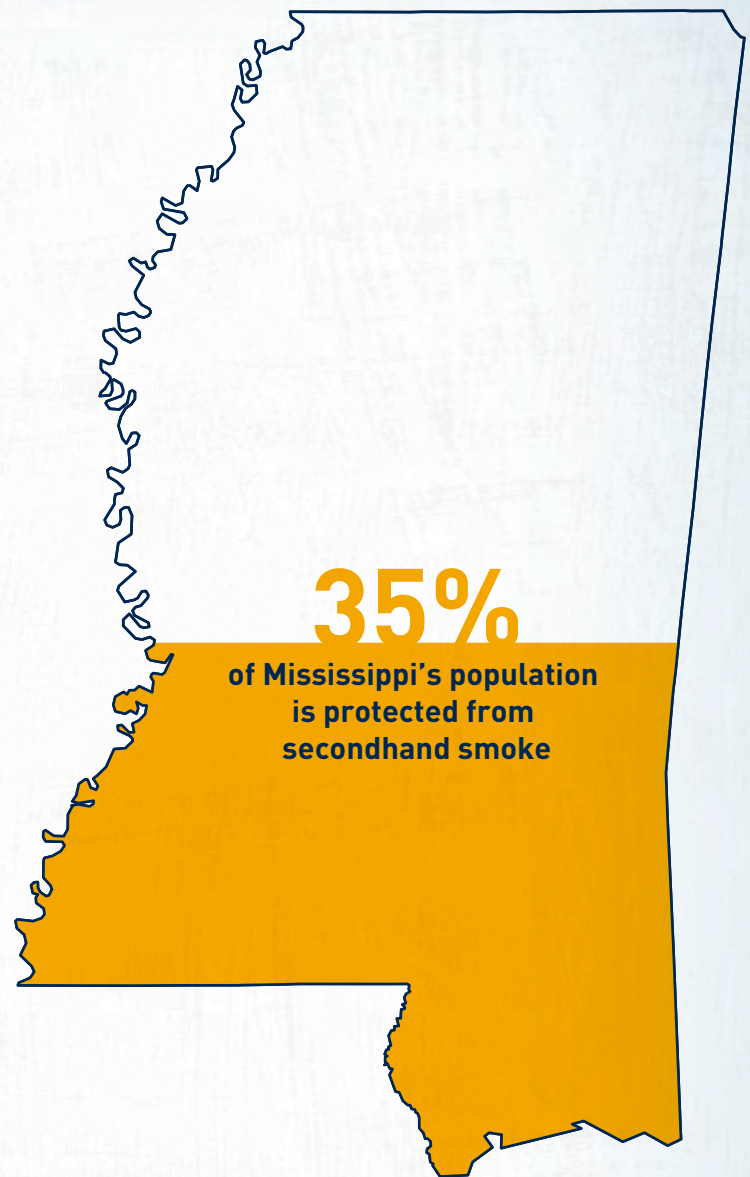 35%
of Mississippi’s population
is protected from
secondhand smoke